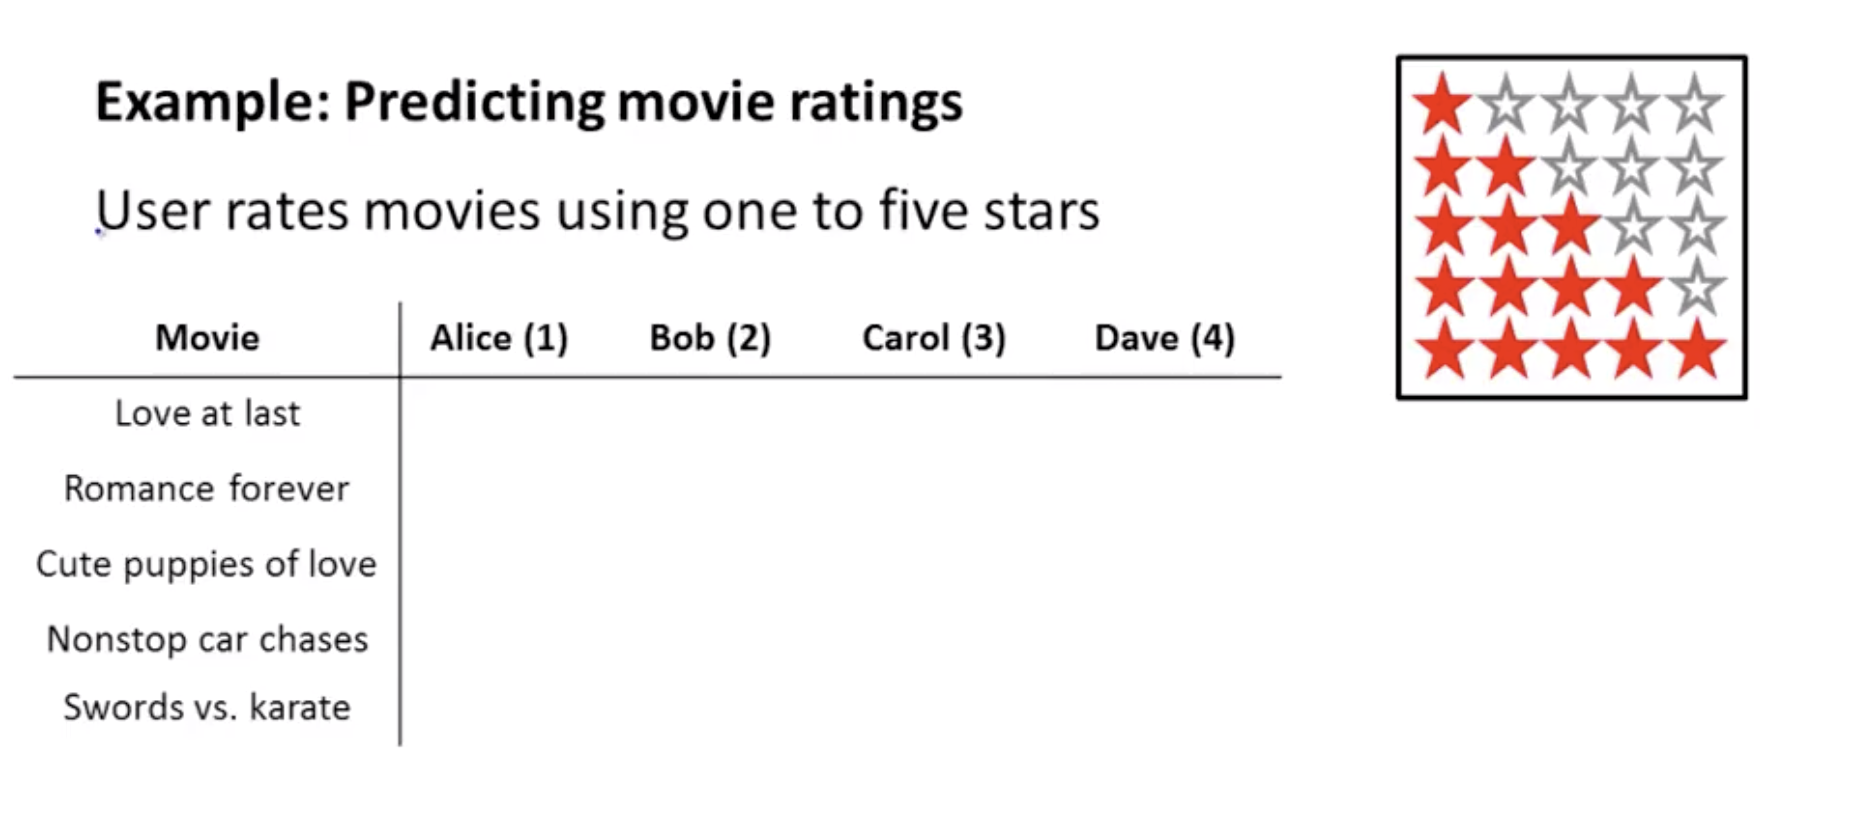 Example: Predicting movie ratings
User rates movies using one to five stars
Movie Alice (1) Bob (2) Carol (3) Dave (4)
Love at last
Romance forever
Cute puppies of love
Nonstop car chases
Swords vs. karate